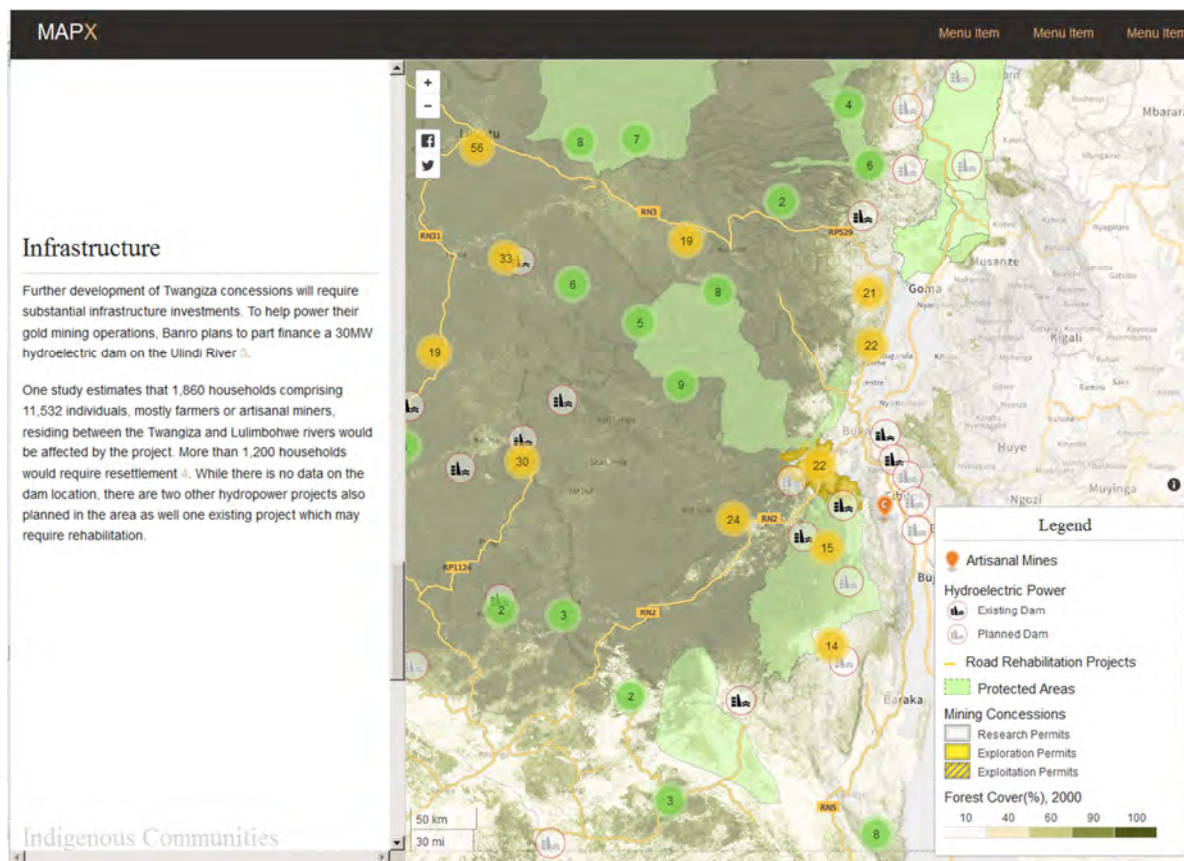 MAPX
Menu Item
Menu Item
Menu Item
Infrastructure
Further development of Twangiza concessions will require
substantial infrastructure investments. To help power their
gold mining operations, Banro plans to part finance a 30MW
hydroelectric dam on the Ulindi River 3.
One study estimates that 1,860 households comprising
11,532 individuals, mostly farmers or artisanal miners,
residing between the Twangiza and Lulimbohwe rivers would
be affected by the project. More than 1,200 households
would require resettlement 4. While there is no data on the
dam location, there are two other hydropower projects also
planned in the area as well one existing project which may
require rehabilitation.
Indigenous Communities
+
−
4
Mbarara
56
8
7
6
2
RN3
RN31
19
RP529
33
Musanze
6
8
Goma
21
5
Kigali
19
22
9
Huye
30
22
Muyinga
Ngozi
24
RN2
15
RP1124
2
3
RN2
14
2
Baraka
3
RN5
8
50 km
30 mi
Legend
Artisanal Mines
Hydroelectric Power
Existing Dam
Planned Dam
Road Rehabilitation Projects
Protected Areas
Mining Concessions
Research Permits
Exploration Permits
Exploitation Permits
Forest Cover(%), 2000
10 40 60 90 100